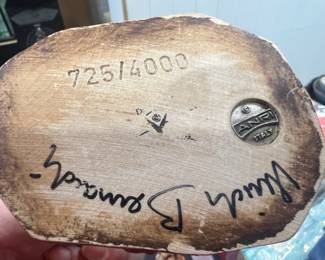 725/4000
ANRI
ITALY
Ulrich
Bernardi